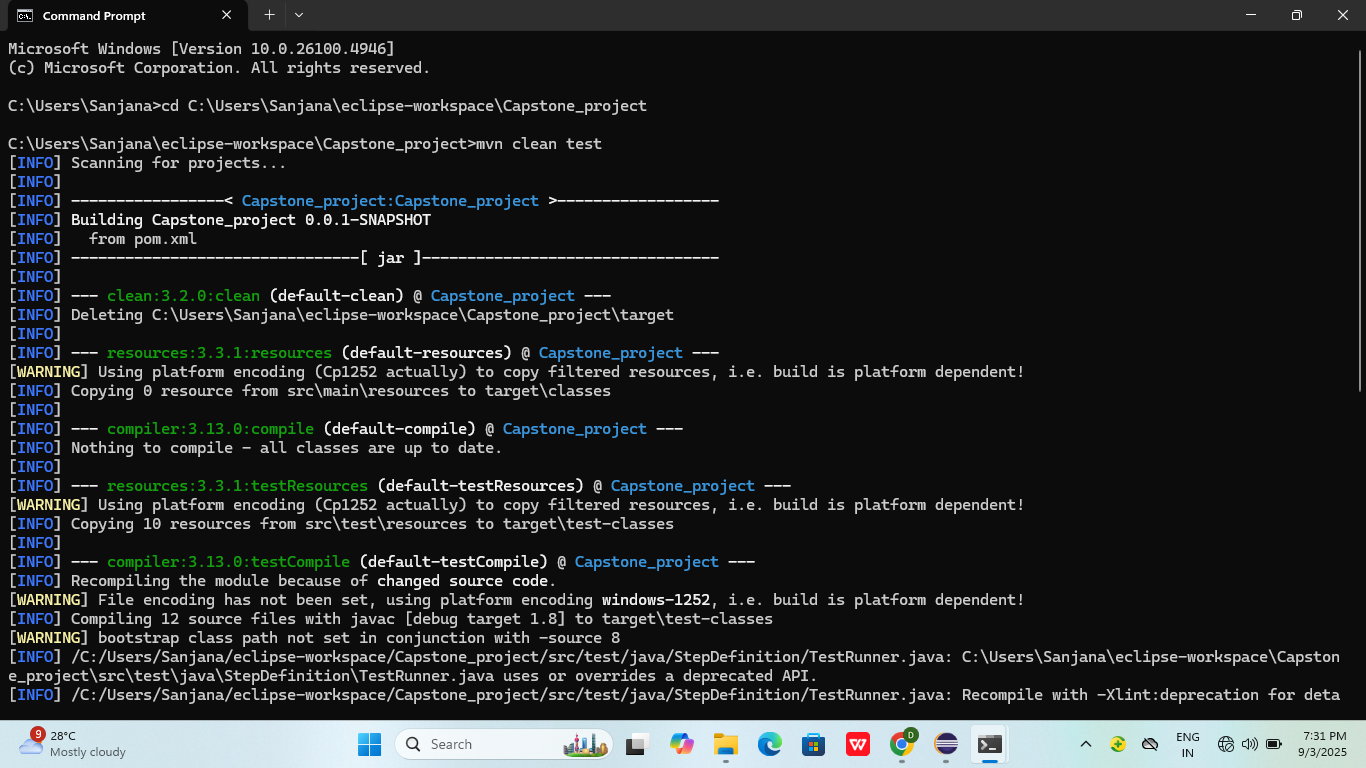 Command Prompt
Microsoft Windows [Version 10.0.26100.4946]
(c) Microsoft Corporation. All rights reserved.
C:\Users\Sanjana>cd C:\Users\Sanjana\eclipse-workspace\Capstone_project
C:\Users\Sanjana\eclipse-workspace\Capstone_project>mvn clean test
[INFO] Scanning for projects...
[INFO]
[INFO] -----------------< Capstone_project:Capstone_project >------------------
[INFO] Building Capstone_project 0.0.1-SNAPSHOT
[INFO]   from pom.xml
[INFO] --------------------------------[ jar ]---------------------------------
[INFO]
[INFO] --- clean:3.2.0:clean (default-clean) @ Capstone_project ---
[INFO] Deleting C:\Users\Sanjana\eclipse-workspace\Capstone_project\target
[INFO]
[INFO] --- resources:3.3.1:resources (default-resources) @ Capstone_project ---
[WARNING] Using platform encoding (Cp1252 actually) to copy filtered resources, i.e. build is platform dependent!
[INFO] Copying 0 resource from src\main\resources to target\classes
[INFO]
[INFO] --- compiler:3.13.0:compile (default-compile) @ Capstone_project ---
[INFO] Nothing to compile - all classes are up to date.
[INFO]
[INFO] --- resources:3.3.1:testResources (default-testResources) @ Capstone_project ---
[WARNING] Using platform encoding (Cp1252 actually) to copy filtered resources, i.e. build is platform dependent!
[INFO] Copying 10 resources from src\test\resources to target\test-classes
[INFO]
[INFO] --- compiler:3.13.0:testCompile (default-testCompile) @ Capstone_project ---
[INFO] Recompiling the module because of changed source code.
[WARNING] File encoding has not been set, using platform encoding windows-1252, i.e. build is platform dependent!
[INFO] Compiling 12 source files with javac [debug target 1.8] to target\test-classes
[WARNING] bootstrap class path not set in conjunction with -source 8
[INFO] /C:/Users/Sanjana/eclipse-workspace/Capstone_project/src/test/java/StepDefinition/TestRunner.java: C:\Users\Sanjana\eclipse-workspace\Capston
e_project\src\test\java\StepDefinition\TestRunner.java uses or overrides a deprecated API.
[INFO] /C:/Users/Sanjana/eclipse-workspace/Capstone_project/src/test/java/StepDefinition/TestRunner.java: Recompile with -Xlint:deprecation for deta
9
28°C
Mostly cloudy
Search
W
D
ENG
IN
7:31 PM
9/3/2025